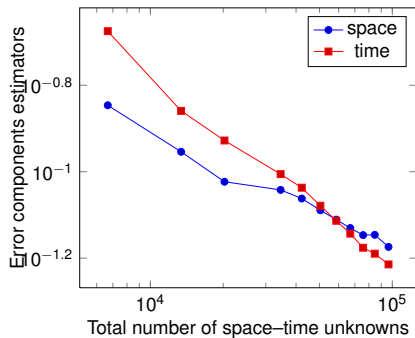 space
time
Error components estimators
10^−0.8
10^−1
10^−1.2
10^4
10^5
Total number of space–time unknowns